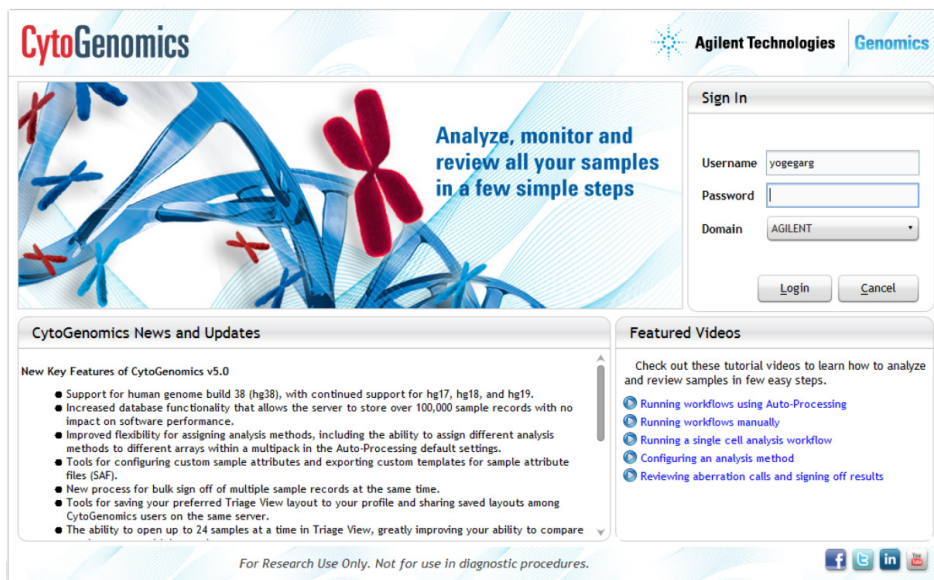 CytoGenomics
Agilent Technologies
Genomics
Analyze, monitor and
review all your samples
in a few simple steps
Sign In
Username yogegarg
Password
Domain AGILENT
Login Cancel
CytoGenomics News and Updates
New Key Features of CytoGenomics v5.0
Support for human genome build 38 (hg38), with continued support for hg17, hg18, and hg19.
Increased database functionality that allows the server to store over 100,000 sample records with no
impact on software performance.
Improved flexibility for assigning analysis methods, including the ability to assign different analysis
methods to different arrays within a multipack in the Auto-Processing default settings.
Tools for configuring custom sample attributes and exporting custom templates for sample attribute
files (SAF).
New process for bulk sign off of multiple sample records at the same time.
Tools for saving your preferred Triage View layout to your profile and sharing saved layouts among
CytoGenomics users on the same server.
The ability to open up to 24 samples at a time in Triage View, greatly improving your ability to compare
Featured Videos
Check out these tutorial videos to learn how to analyze
and review samples in few easy steps.
Running workflows using Auto-Processing
Running workflows manually
Running a single cell analysis workflow
Configuring an analysis method
Reviewing aberration calls and signing off results
For Research Use Only. Not for use in diagnostic procedures.